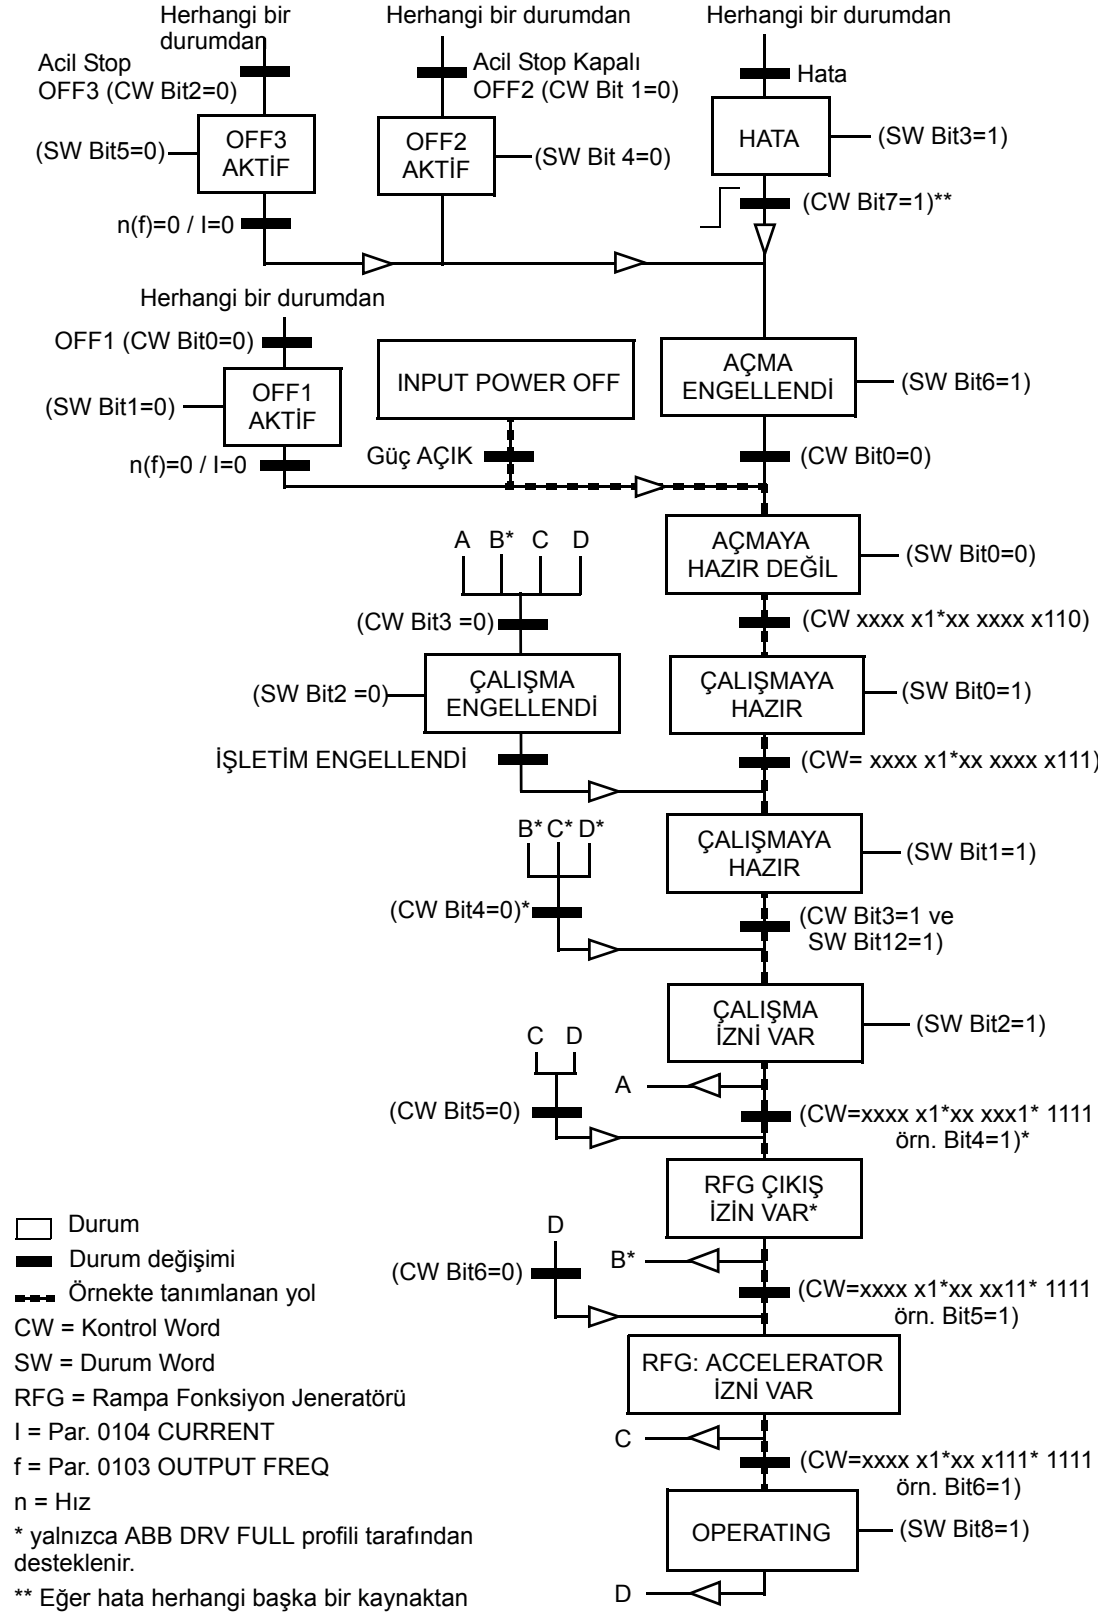 Herhangi bir
durumdan
Herhangi bir durumdan
Herhangi bir durumdan
Acil Stop
OFF3 (CW Bit2=0)
Acil Stop Kapalı
OFF2 (CW Bit 1=0)
Hata
(SW Bit5=0)
OFF3
AKTİF
OFF2
AKTİF
(SW Bit 4=0)
HATA
(SW Bit3=1)
n(f)=0 / I=0
(CW Bit7=1)**
Herhangi bir durumdan
OFF1 (CW Bit0=0)
(SW Bit1=0)
OFF1
AKTİF
INPUT POWER OFF
AÇMA
ENGELLENDİ
(SW Bit6=1)
n(f)=0 / I=0
Güç AÇIK
(CW Bit0=0)
A B* C D
AÇMAYA
HAZIR DEĞİL
(SW Bit0=0)
(CW Bit3 =0)
(CW xxxx x1*xx xxxx x110)
(SW Bit2 =0)
ÇALIŞMA
ENGELLENDİ
ÇALIŞMAYA
HAZIR
(SW Bit0=1)
İŞLETİM ENGELLENDİ
(CW= xxxx x1*xx xxxx x111)
B* C* D*
ÇALIŞMAYA
HAZIR
(SW Bit1=1)
(CW Bit4=0)*
(CW Bit3=1 ve
SW Bit12=1)
ÇALIŞMA
İZNİ VAR
(SW Bit2=1)
C D
A
(CW Bit5=0)
(CW=xxxx x1*xx xxx1* 1111
örn. Bit4=1)*
RFG ÇIKIŞ
İZİN VAR*
D
B*
(CW Bit6=0)
(CW=xxxx x1*xx xx11* 1111
örn. Bit5=1)
RFG: ACCELERATOR
İZNİ VAR
C
(CW=xxxx x1*xx x111* 1111
örn. Bit6=1)
OPERATING
(SW Bit8=1)
D
Durum
Durum değişimi
Örnekte tanımlanan yol
CW = Kontrol Word
SW = Durum Word
RFG = Rampa Fonksiyon Jeneratörü
I = Par. 0104 CURRENT
f = Par. 0103 OUTPUT FREQ
n = Hız
* yalnızca ABB DRV FULL profili tarafından
desteklenir.
** Eğer hata herhangi başka bir kaynaktan